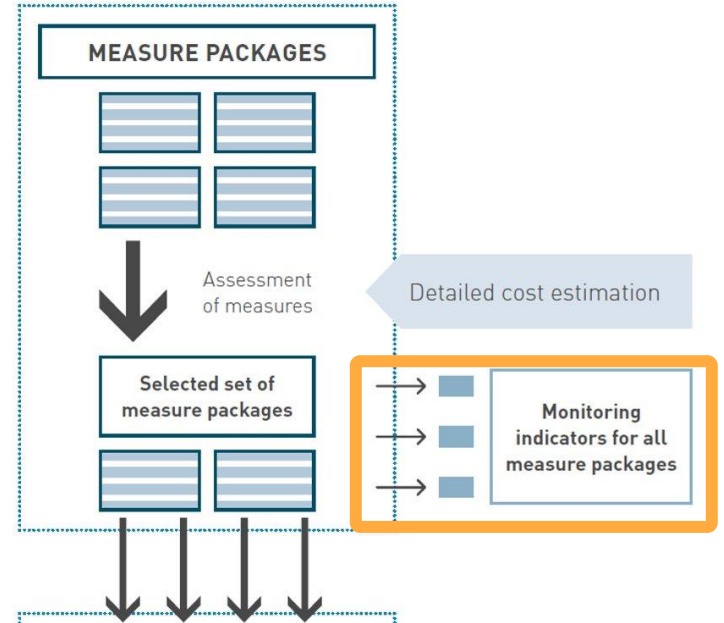 MEASURE PACKAGES
Assessment
of measures
Detailed cost estimation
Selected set of
measure packages
Monitoring
indicators for all
measure packages